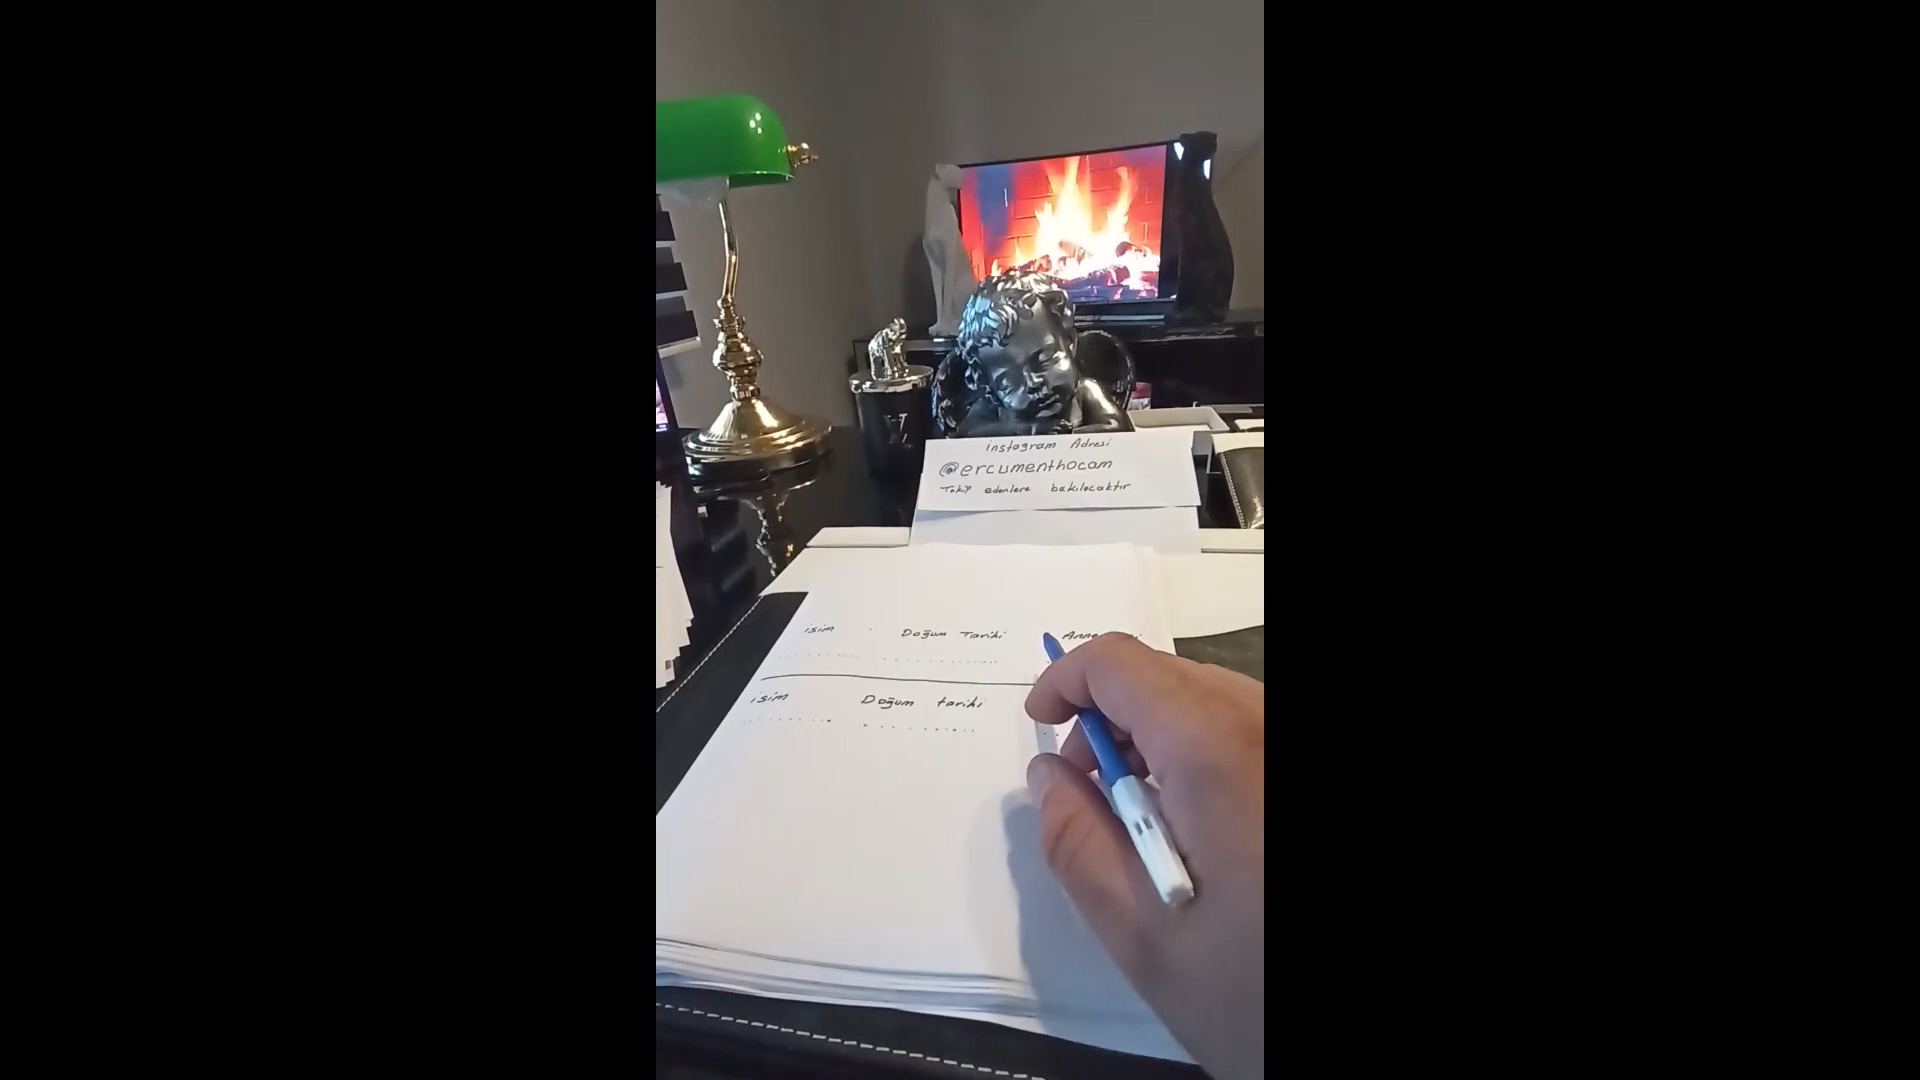 instagram Adresi
@ercumenthocam
Takip edenlere bakılacaktır
isim - Doğum Tarihi
isim Doğum tarihi